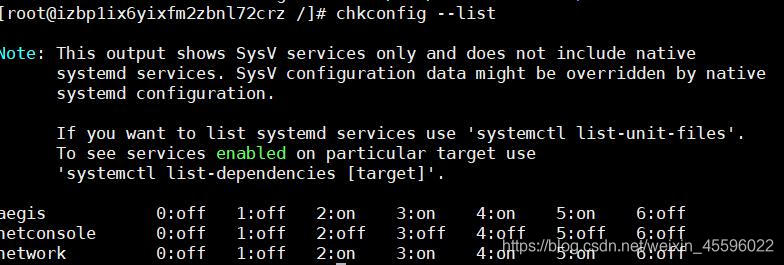 [root@izbp1ix6yixfm2zbnl72crz /]# chkconfig --list
Note: This output shows SysV services only and does not include native
systemd services. SysV configuration data might be overridden by native
systemd configuration.
If you want to list systemd services use 'systemctl list-unit-files'.
To see services enabled on particular target use
'systemctl list-dependencies [target]'.
aegis 0:off 1:off 2:on 3:on 4:on 5:on 6:off
netconsole 0:off 1:off 2:off 3:off 4:off 5:off 6:off
network 0:off 1:off 2:on 3:on 4:on 5:on 6:off
https://blog.csdn.net/weixin_45596022